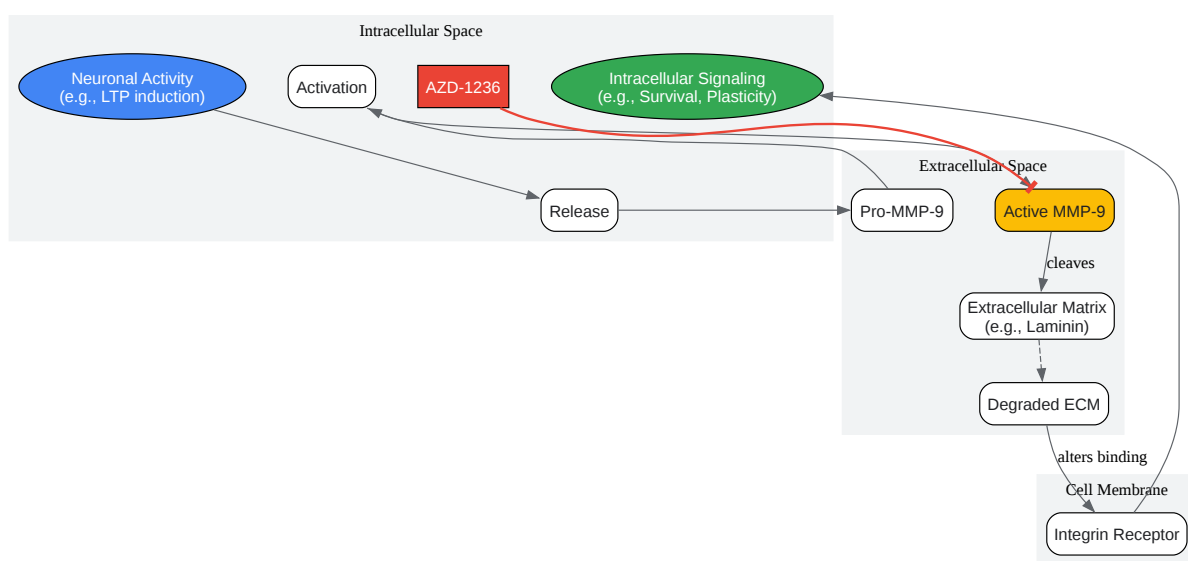 Intracellular Space
Neuronal Activity
(e.g., LTP induction)
Activation
AZD-1236
Intracellular Signaling
(e.g., Survival, Plasticity)
Extracellular Space
Release
Pro-MMP-9
Active MMP-9
cleaves
Extracellular Matrix
(e.g., Laminin)
Degraded ECM
alters binding
Cell Membrane
Integrin Receptor